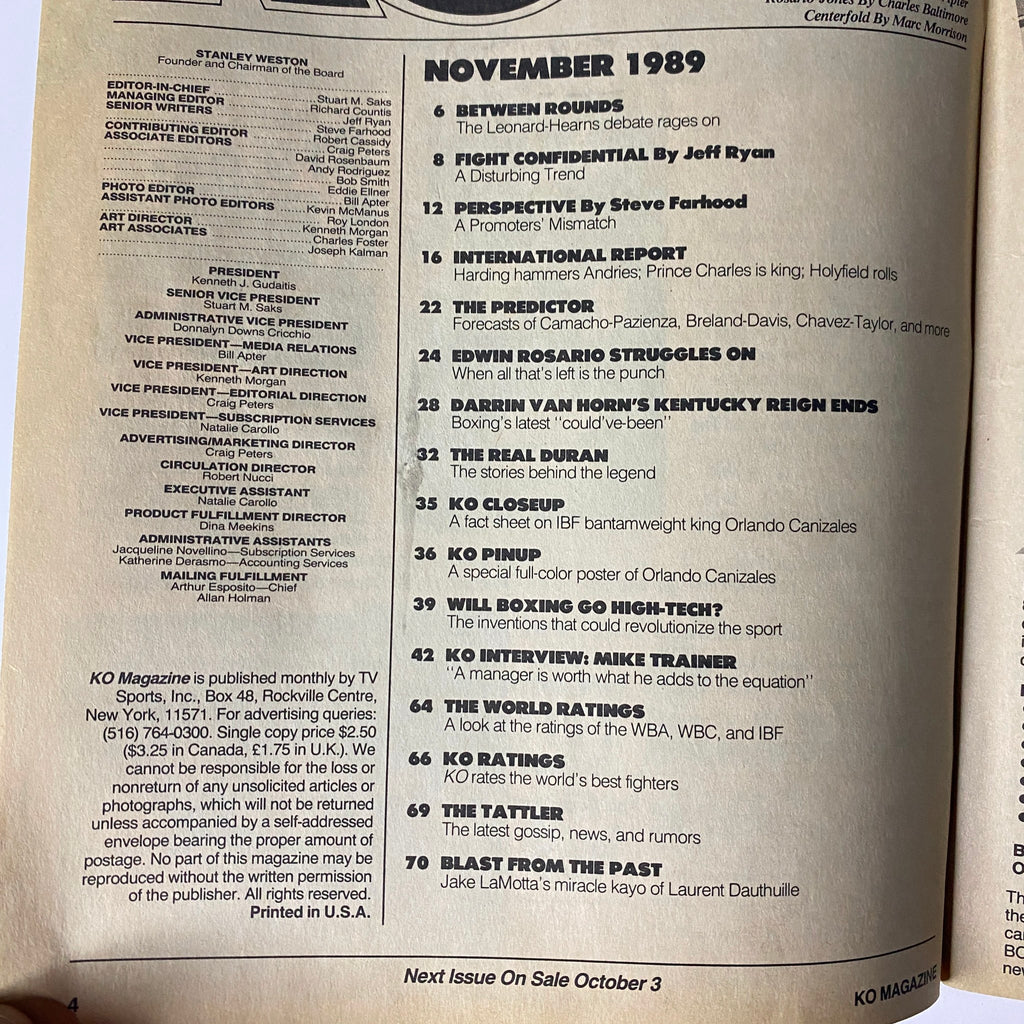 By Charles Baltimore
Centerfold By Marc Morrison
STANLEY WESTON
Founder and Chairman of the Board
EDITOR-IN-CHIEF
Stuart M. Saks
MANAGING EDITOR
Richard Countis
SENIOR WRITERS
Jeff Ryan
Steve Farhood
CONTRIBUTING EDITOR
Robert Cassidy
ASSOCIATE EDITORS
Craig Peters
David Rosenbaum
Andy Rodriguez
Bob Smith
Eddie Ellner
PHOTO EDITOR
Bill Apter
ASSISTANT PHOTO EDITORS
Kevin McManus
Roy London
ART DIRECTOR
Kenneth Morgan
ART ASSOCIATES
Charles Foster
Joseph Kalman
PRESIDENT
Kenneth J. Gudaitis
SENIOR VICE PRESIDENT
Stuart M. Saks
ADMINISTRATIVE VICE PRESIDENT
Donnalyn Downs Cricchio
VICE PRESIDENT—MEDIA RELATIONS
Bill Apter
VICE PRESIDENT—ART DIRECTION
Kenneth Morgan
VICE PRESIDENT—EDITORIAL DIRECTION
Craig Peters
VICE PRESIDENT—SUBSCRIPTION SERVICES
Natalie Carollo
ADVERTISING/MARKETING DIRECTOR
Craig Peters
CIRCULATION DIRECTOR
Robert Nucci
EXECUTIVE ASSISTANT
Natalie Carollo
PRODUCT FULFILLMENT DIRECTOR
Dina Meekins
ADMINISTRATIVE ASSISTANTS
Jacqueline Novellino—Subscription Services
Katherine Derasmo—Accounting Services
MAILING FULFILLMENT
Arthur Esposito—Chief
Allan Holman
KO Magazine is published monthly by TV
Sports, Inc., Box 48, Rockville Centre,
New York, 11571. For advertising queries:
(516) 764-0300. Single copy price $2.50
($3.25 in Canada, £1.75 in U.K.). We
cannot be responsible for the loss or
nonreturn of any unsolicited articles or
photographs, which will not be returned
unless accompanied by a self-addressed
envelope bearing the proper amount of
postage. No part of this magazine may be
reproduced without the written permission
of the publisher. All rights reserved.
Printed in U.S.A.
NOVEMBER 1989
6 BETWEEN ROUNDS
The Leonard-Hearns debate rages on
8 FIGHT CONFIDENTIAL By Jeff Ryan
A Disturbing Trend
12 PERSPECTIVE By Steve Farhood
A Promoters' Mismatch
16 INTERNATIONAL REPORT
Harding hammers Andries; Prince Charles is king; Holyfield rolls
22 THE PREDICTOR
Forecasts of Camacho-Pazienza, Breland-Davis, Chavez-Taylor, and more
24 EDWIN ROSARIO STRUGGLES ON
When all that's left is the punch
28 DARRIN VAN HORN'S KENTUCKY REIGN ENDS
Boxing's latest "could've-been"
32 THE REAL DURAN
The stories behind the legend
35 KO CLOSEUP
A fact sheet on IBF bantamweight king Orlando Canizales
36 KO PINUP
A special full-color poster of Orlando Canizales
39 WILL BOXING GO HIGH-TECH?
The inventions that could revolutionize the sport
42 KO INTERVIEW: MIKE TRAINER
"A manager is worth what he adds to the equation"
64 THE WORLD RATINGS
A look at the ratings of the WBA, WBC, and IBF
66 KO RATINGS
KO rates the world's best fighters
69 THE TATTLER
The latest gossip, news, and rumors
70 BLAST FROM THE PAST
Jake LaMotta's miracle kayo of Laurent Dauthuille
Next Issue On Sale October 3
4
KO MAGAZINE